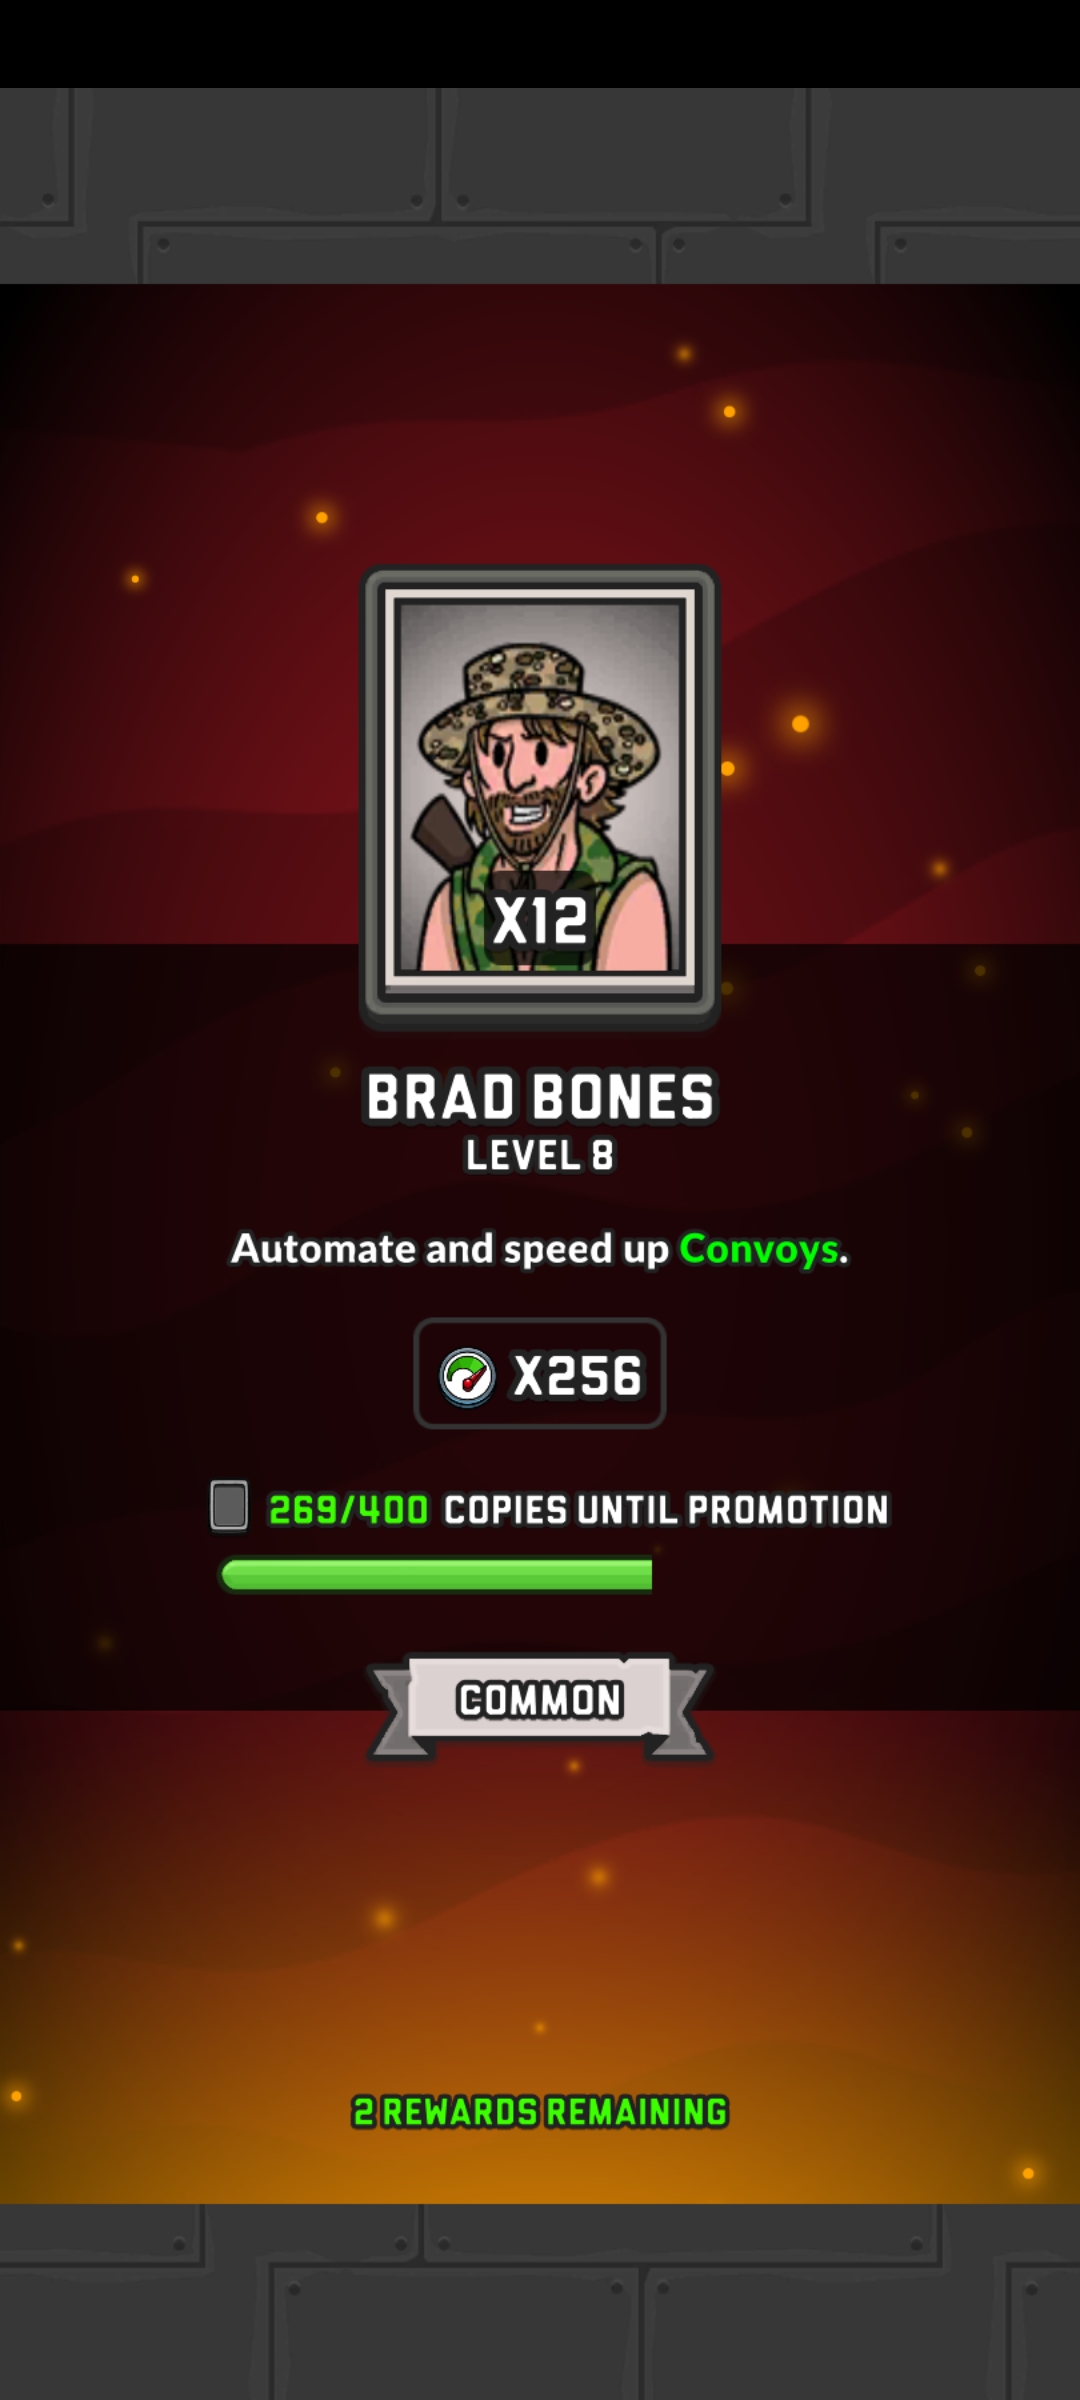 X12
BRAD BONES
LEVEL 8
Automate and speed up Convoys.
X256
269/400 COPIES UNTIL PROMOTION
COMMON
2 REWARDS REMAINING